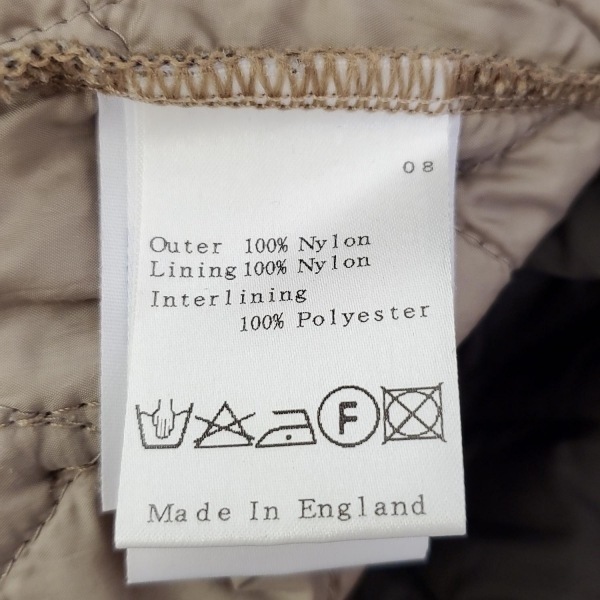 08
Outer 100% Nylon
Lining 100% Nylon
Interlining
100% Polyester
F
Made In England